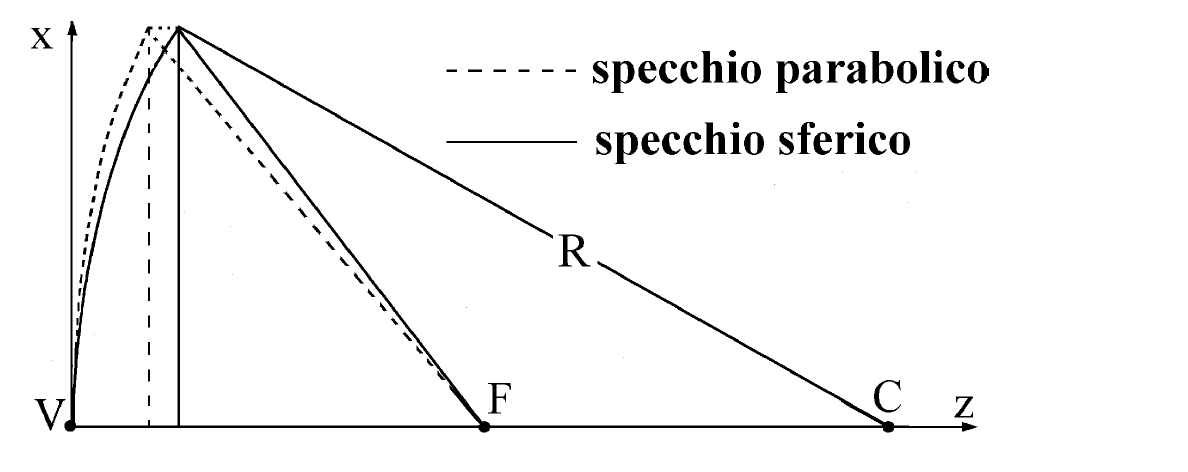 x
specchio parabolico
specchio sferico
R
V
F
C
z